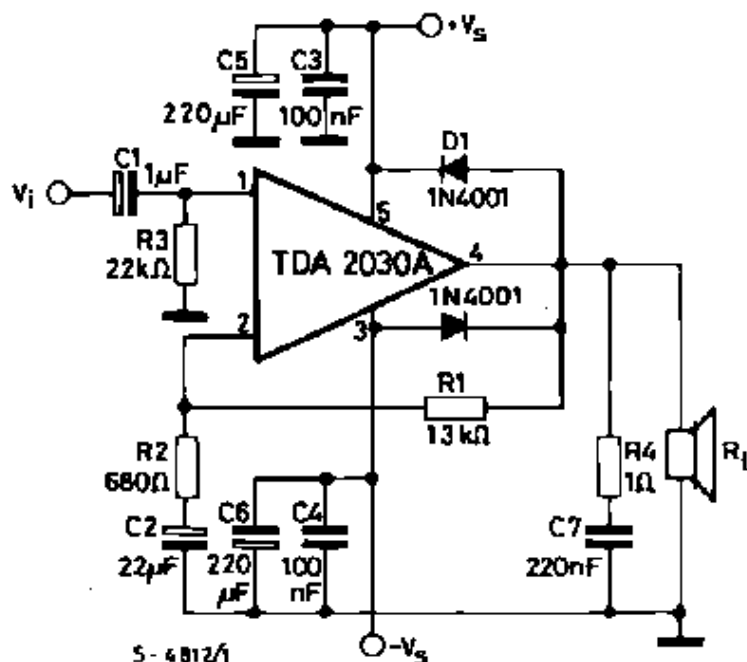 +Vs
C5
220µF
C3
100nF
C1
1µF
Vi
R3
22kΩ
1
2
5
4
3
TDA 2030A
D1
1N4001
1N4001
R1
13kΩ
R2
680Ω
C2
22µF
C6
220
µF
C4
100
nF
R4
1Ω
C7
220nF
RL
-Vs
5-4812/1